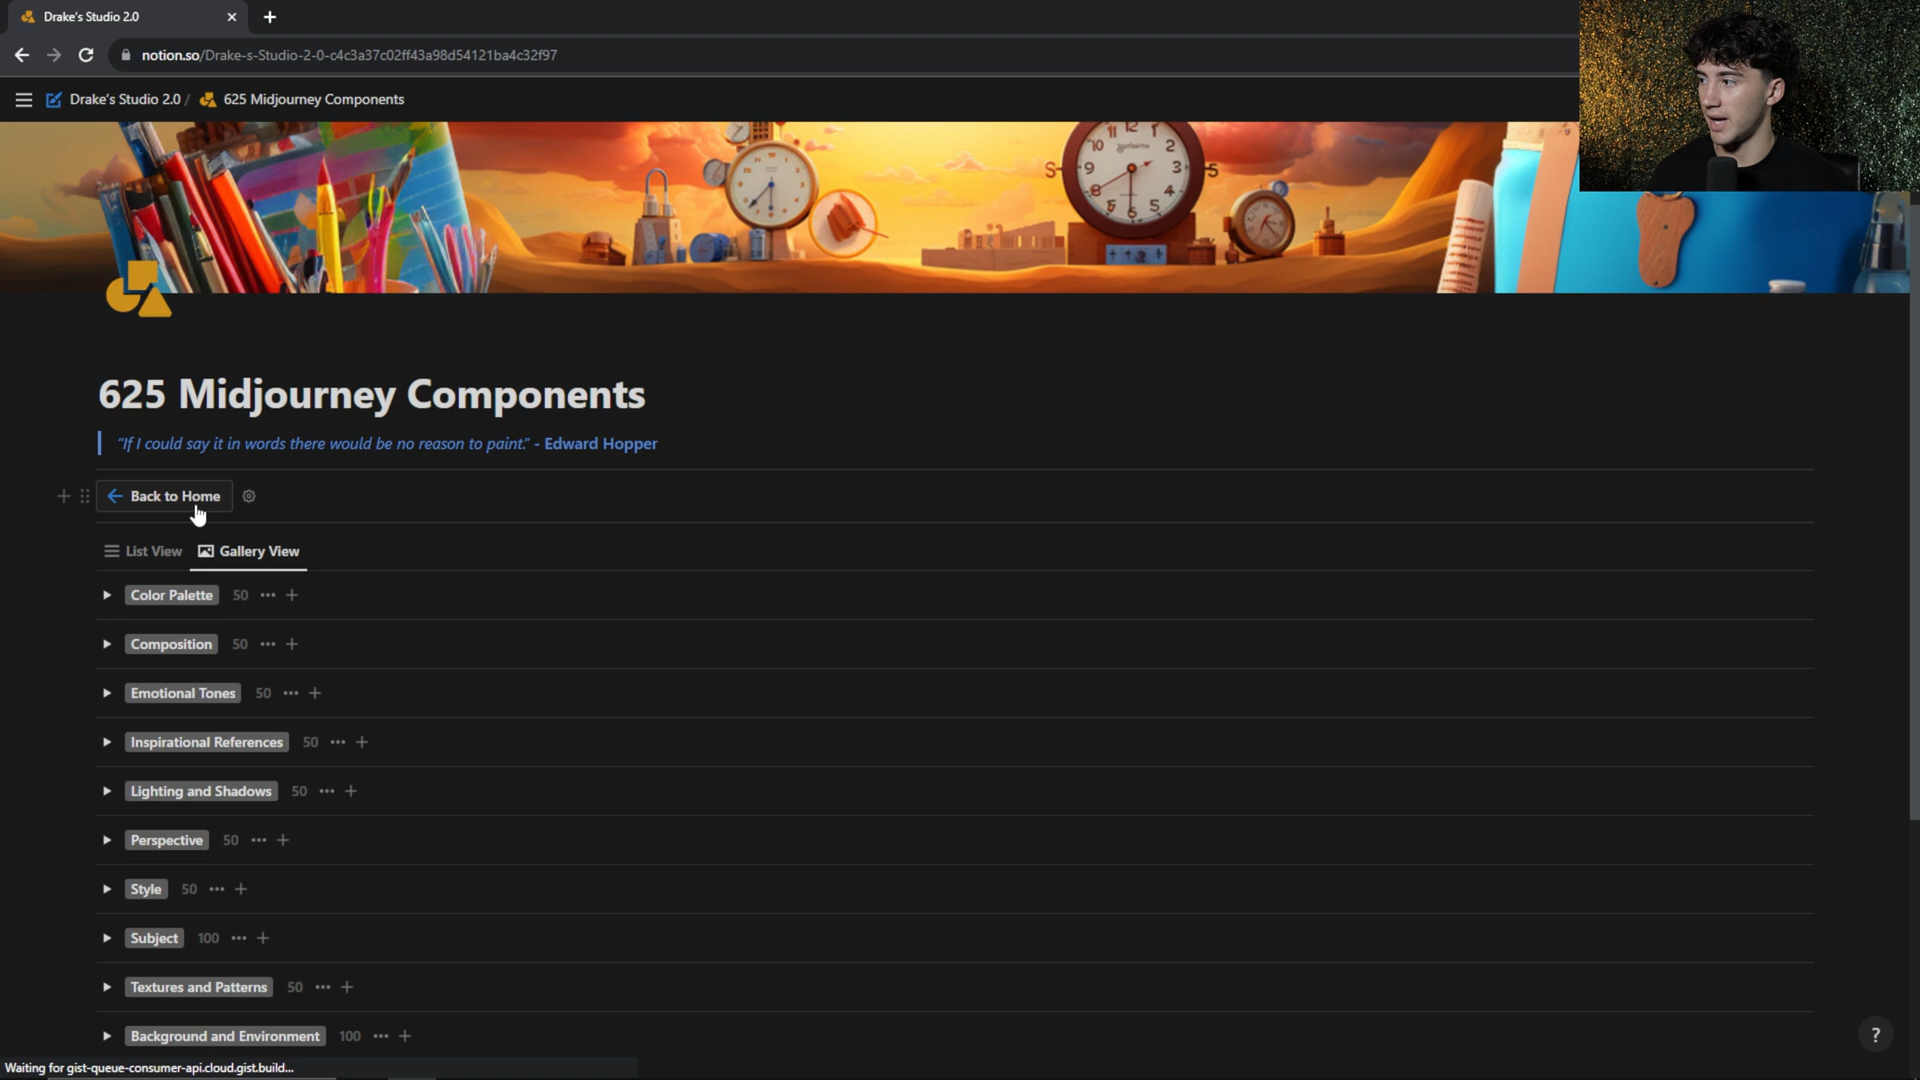 Drake's Studio 2.0
notion.so/Drake-s-Studio-2-0-c4c3a37c02ff43a98d54121ba4c32f97
Drake's Studio 2.0 / 625 Midjourney Components
625 Midjourney Components
"If I could say it in words there would be no reason to paint." - Edward Hopper
Back to Home
List View Gallery View
Color Palette 50
Composition 50
Emotional Tones 50
Inspirational References 50
Lighting and Shadows 50
Perspective 50
Style 50
Subject 100
Textures and Patterns 50
Background and Environment 100
?
Waiting for gist-queue-consumer-api.cloud.gist.build...